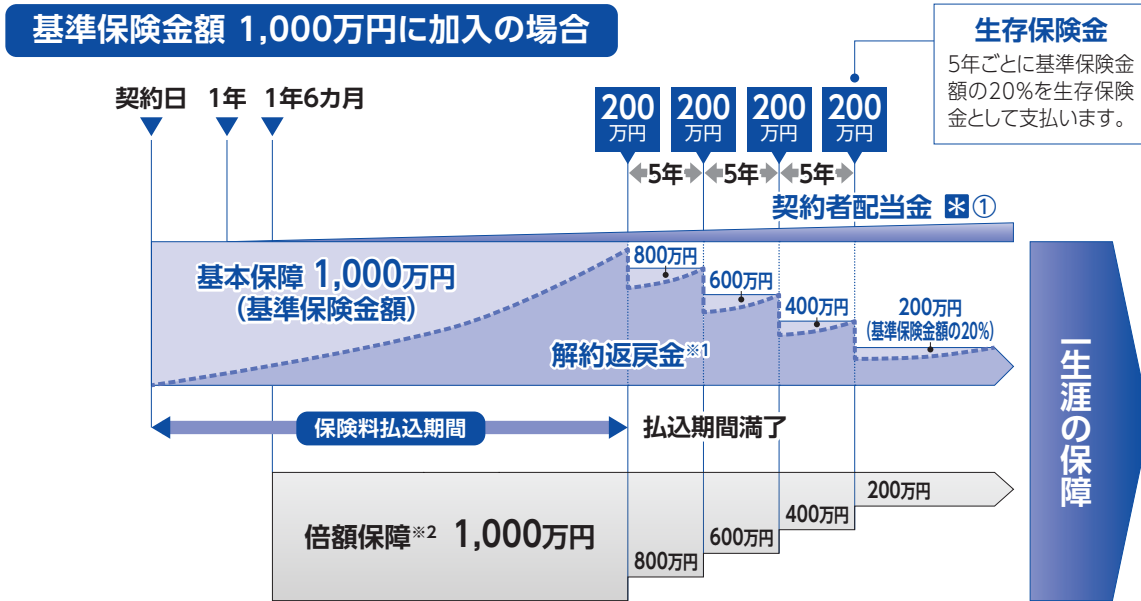 基準保険金額 1,000万円に加入の場合
生存保険金
5年ごとに基準保険金
額の20%を生存保険
金として支払います。
契約日 1年 1年6カ月
200 200 200 200
万円 万円 万円 万円
5年 5年 5年
契約者配当金 *①
基本保障 1,000万円
(基準保険金額)
800万円
600万円
400万円
200万円
(基準保険金額の20%)
解約返戻金※1
保険料払込期間
払込期間満了
倍額保障※2 1,000万円
800万円
600万円
400万円
200万円
一生涯の保障